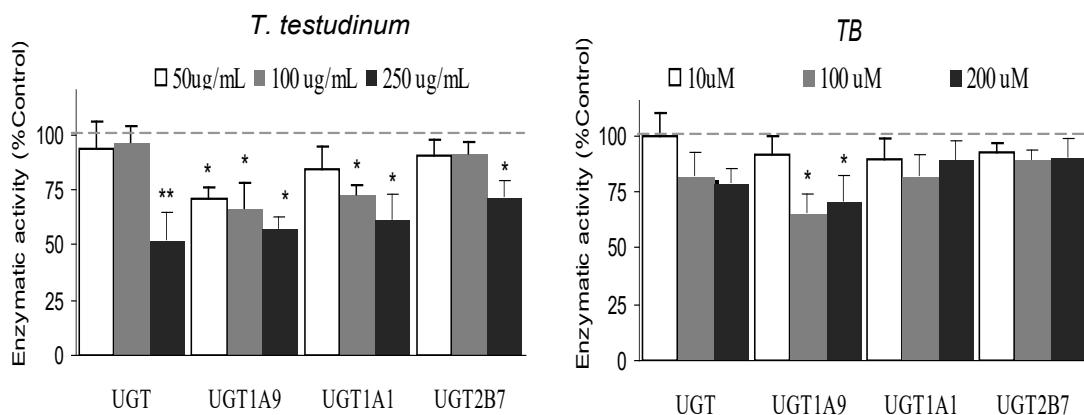 T. testudinum
50ug/mL 100 ug/mL 250 ug/mL
Enzymatic activity (%Control)
100
75
50
25
0
*
*
*
*
*
*
**
UGT UGT1A9 UGT1A1 UGT2B7
TB
10uM 100 uM 200 uM
Enzymatic activity (%Control)
100
75
50
25
0
*
*
UGT UGT1A9 UGT1A1 UGT2B7